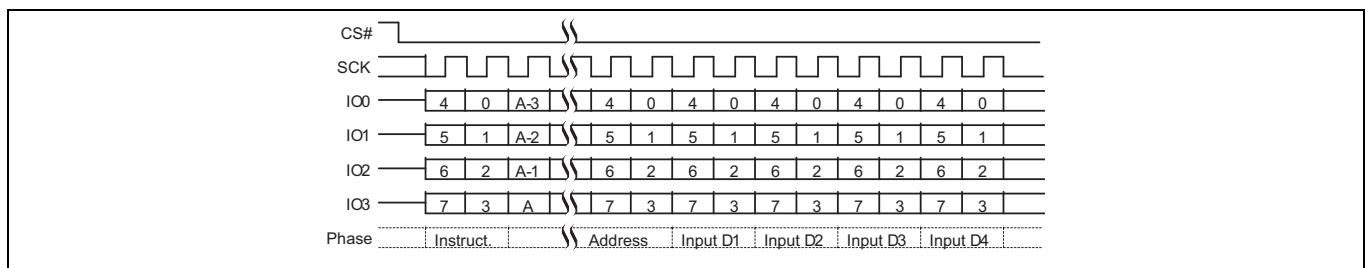 CS#
SCK
IO0 4 0 A-3 4 0 4 0 4 0 4 0 4 0
IO1 5 1 A-2 5 1 5 1 5 1 5 1 5 1
IO2 6 2 A-1 6 2 6 2 6 2 6 2 6 2
IO3 7 3 A 7 3 7 3 7 3 7 3 7 3
Phase Instruct. Address Input D1 Input D2 Input D3 Input D4